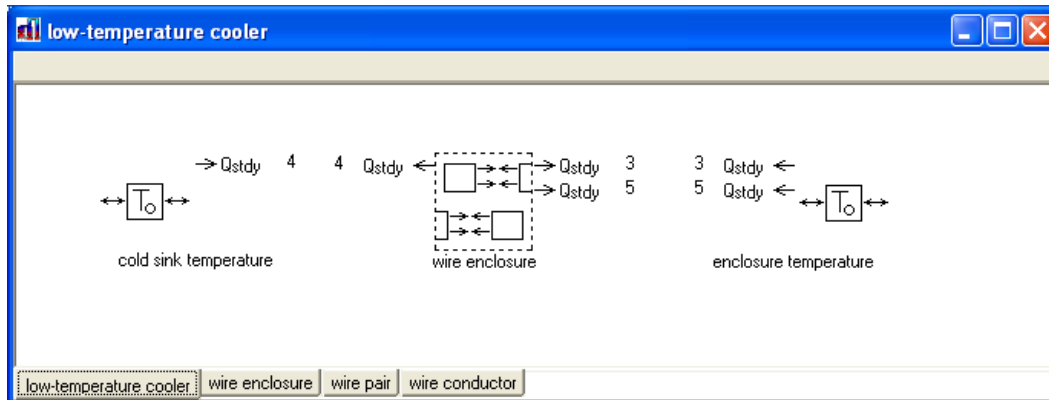 low-temperature cooler
Qstdy 4 4 Qstdy Qstdy 3 3 Qstdy
Qstdy 5 5 Qstdy
To To
cold sink temperature wire enclosure enclosure temperature
low-temperature cooler wire enclosure wire pair wire conductor